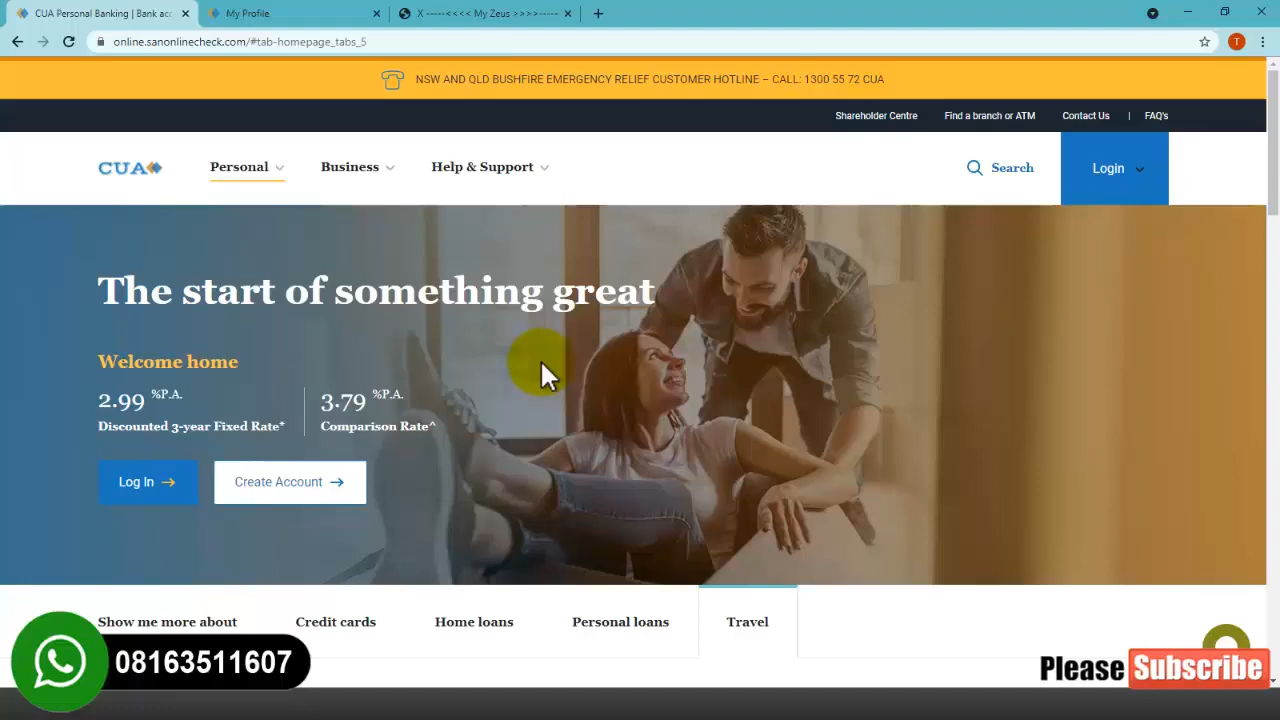 CUA Personal Banking | Bank acc
My Profile
X -----<<<< My Zeus >>>>-----
online.sanonlinecheck.com/#tab-homepage_tabs_5
T
NSW AND QLD BUSHFIRE EMERGENCY RELIEF CUSTOMER HOTLINE – CALL: 1300 55 72 CUA
Shareholder Centre Find a branch or ATM Contact Us | FAQ's
CUA Personal Business Help & Support Search Login
The start of something great
Welcome home
2.99 %P.A. 3.79 %P.A.
Discounted 3-year Fixed Rate* Comparison Rate^
Log In → Create Account →
Show me more about Credit cards Home loans Personal loans Travel
08163511607
Please Subscribe